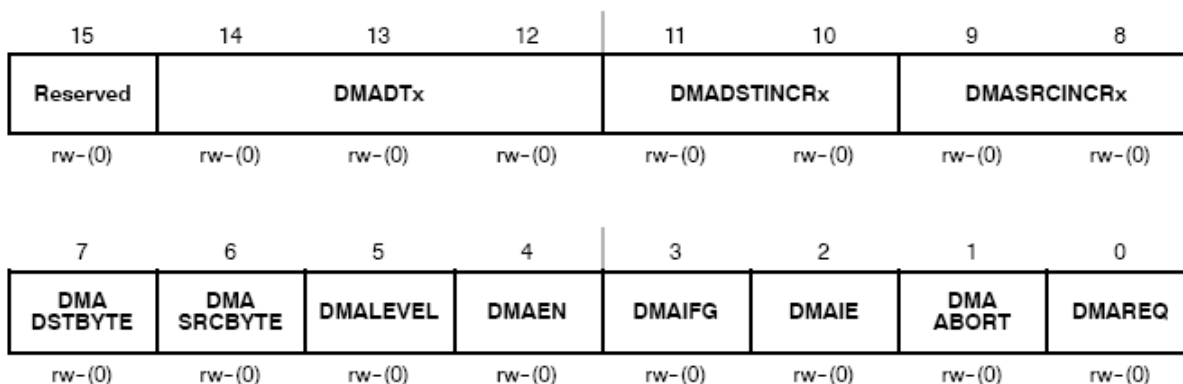 15 14 13 12 11 10 9 8
Reserved DMADTx DMADSTINCRx DMASRCINCRx
rw-(0) rw-(0) rw-(0) rw-(0) rw-(0) rw-(0) rw-(0) rw-(0)
7 6 5 4 3 2 1 0
DMA DSTBYTE DMA SRCBYTE DMALEVEL DMAEN DMAIFG DMAIE DMA ABORT DMAREQ
rw-(0) rw-(0) rw-(0) rw-(0) rw-(0) rw-(0) rw-(0) rw-(0)